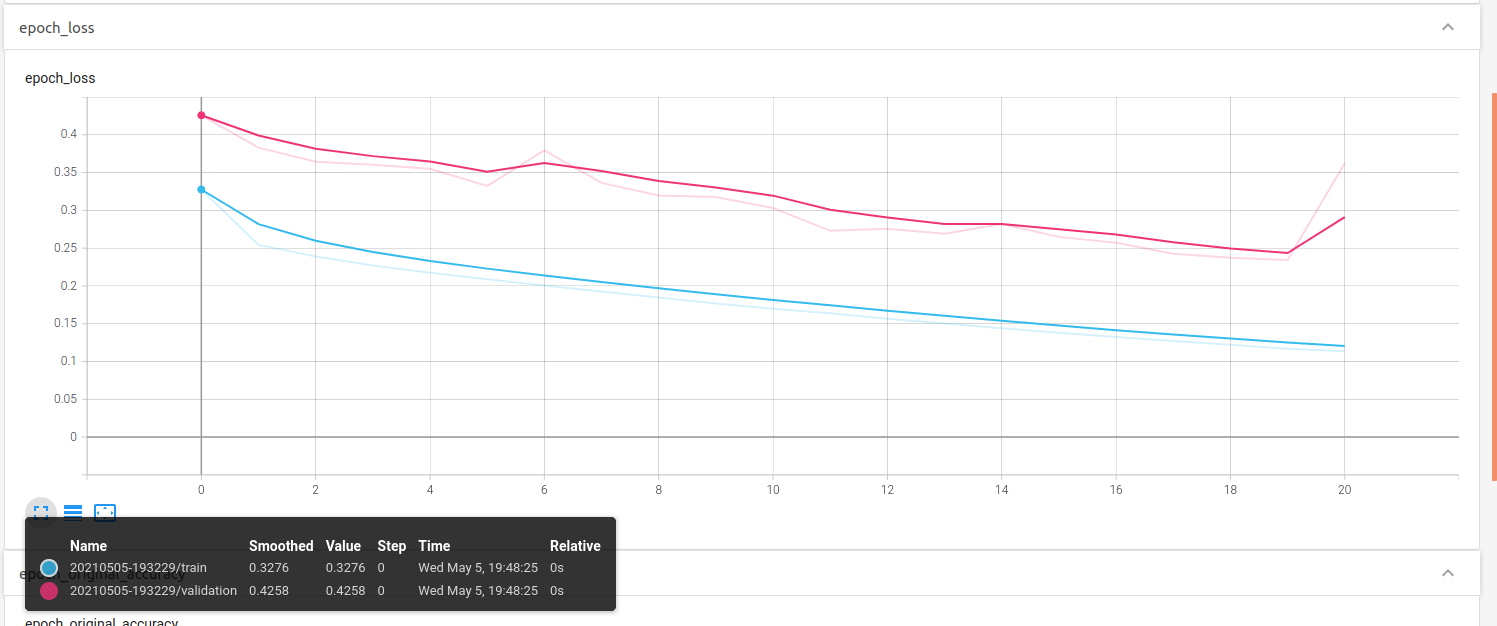 epoch_loss
epoch_loss
0.4
0.35
0.3
0.25
0.2
0.15
0.1
0.05
0
0 2 4 6 8 10 12 14 16 18 20
Name Smoothed Value Step Time Relative
20210505-193229/train 0.3276 0.3276 0 Wed May 5, 19:48:25 0s
20210505-193229/validation 0.4258 0.4258 0 Wed May 5, 19:48:25 0s
epoch_original_accuracy
epoch_original_accuracy